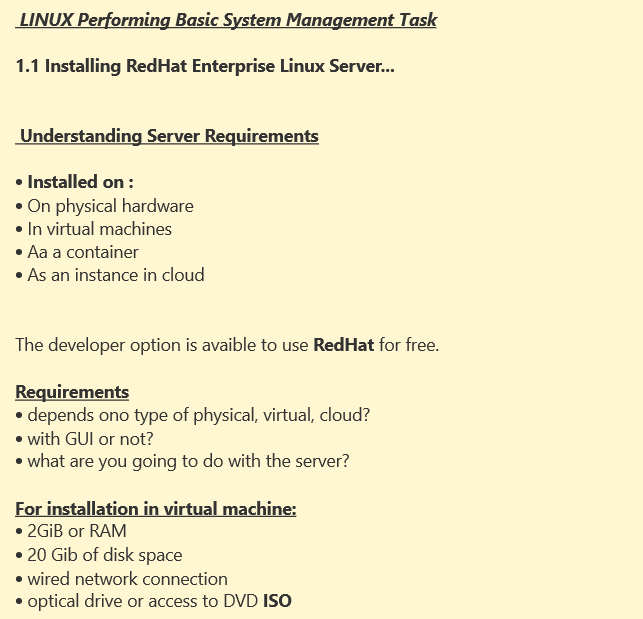 LINUX Performing Basic System Management Task
1.1 Installing RedHat Enterprise Linux Server...
Understanding Server Requirements
• Installed on :
• On physical hardware
• In virtual machines
• Aa a container
• As an instance in cloud
The developer option is avaible to use RedHat for free.
Requirements
• depends ono type of physical, virtual, cloud?
• with GUI or not?
• what are you going to do with the server?
For installation in virtual machine:
• 2GiB or RAM
• 20 Gib of disk space
• wired network connection
• optical drive or access to DVD ISO